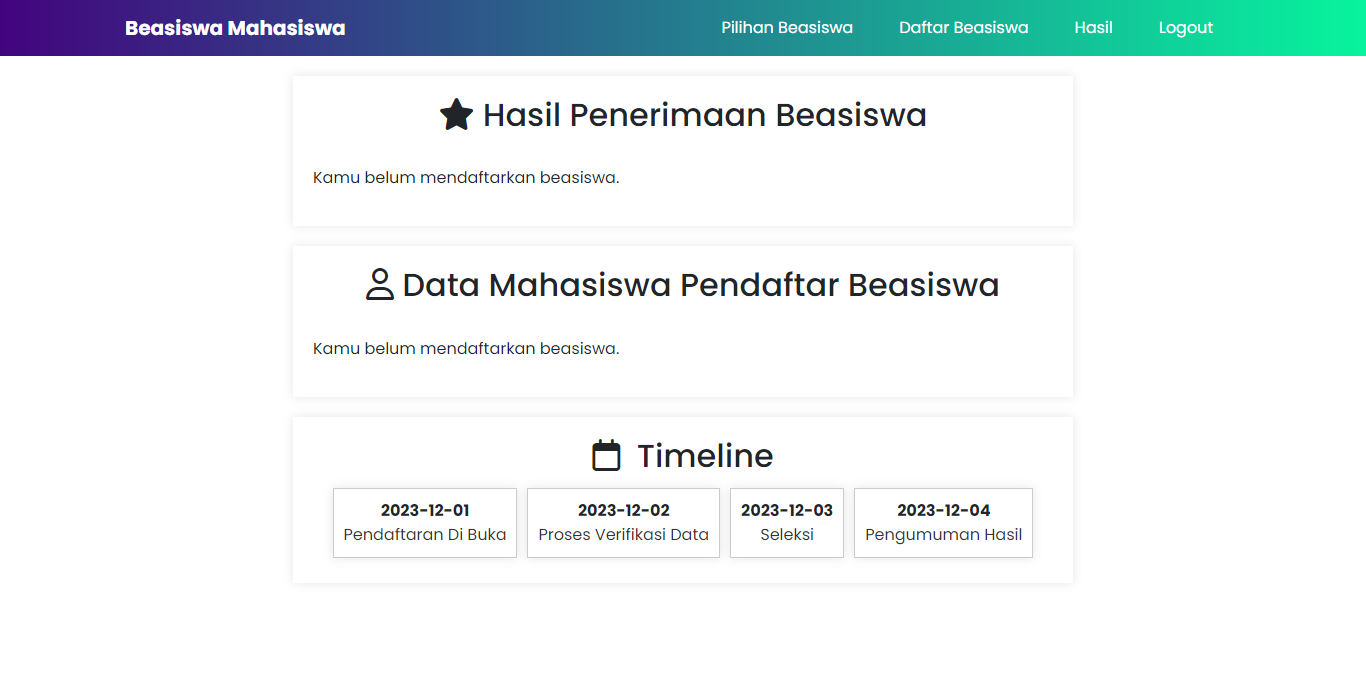 Beasiswa Mahasiswa
Pilihan Beasiswa
Daftar Beasiswa
Hasil
Logout
Hasil Penerimaan Beasiswa
Kamu belum mendaftarkan beasiswa.
Data Mahasiswa Pendaftar Beasiswa
Kamu belum mendaftarkan beasiswa.
Timeline
2023-12-01
Pendaftaran Di Buka
2023-12-02
Proses Verifikasi Data
2023-12-03
Seleksi
2023-12-04
Pengumuman Hasil